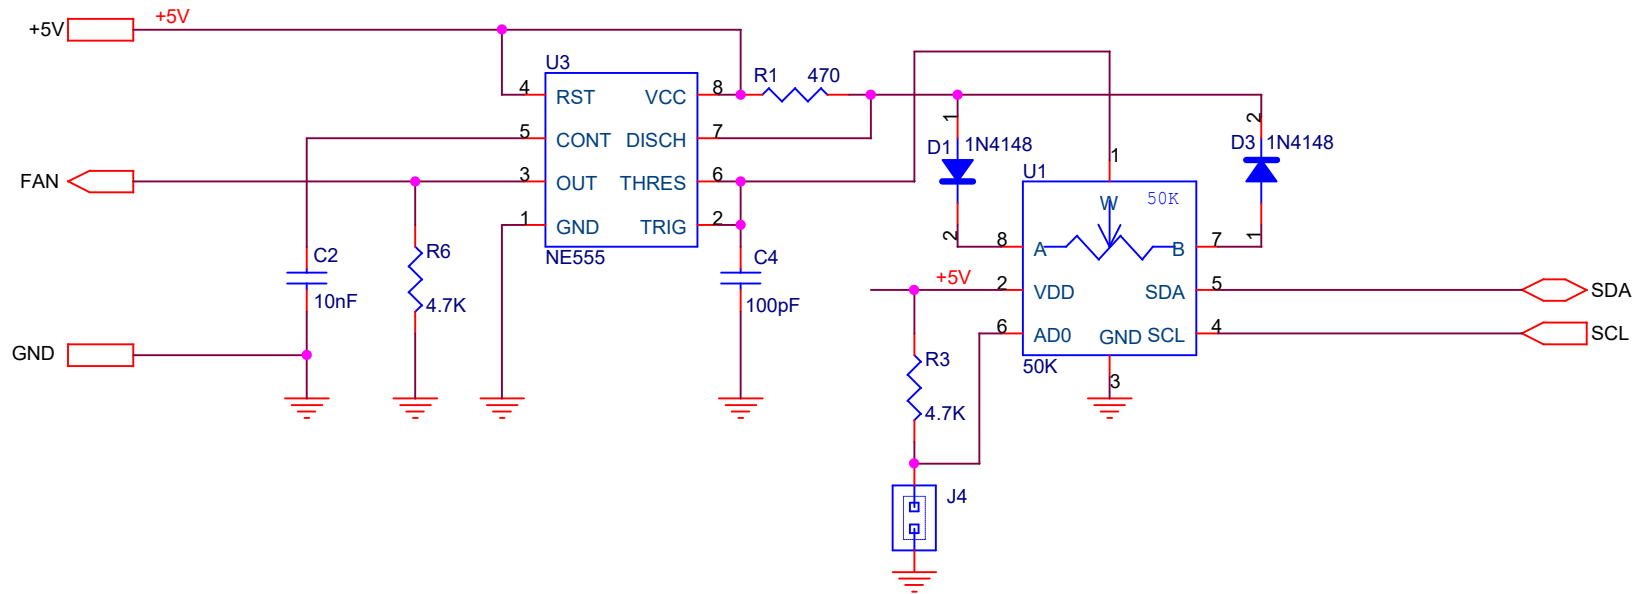 +5V
+5V
U3
4
RST
VCC
8
R1
470
5
CONT
DISCH
7
3
OUT
THRES
6
1
GND
TRIG
2
NE555
FAN
C2
10nF
R6
4.7K
GND
C4
100pF
1
D1
1N4148
2
1
U1
50K
W
2
D3
1N4148
1
8
A
B
7
+5V
2
VDD
SDA
5
SDA
6
AD0
GND
SCL
4
SCL
50K
3
R3
4.7K
J4